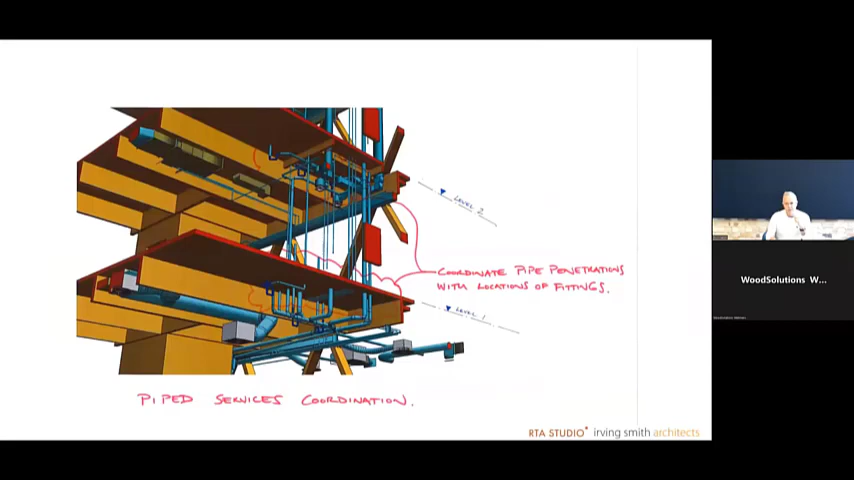 LEVEL 2
COORDINATE PIPE PENETRATIONS
WITH LOCATIONS OF FITTINGS.
LEVEL 1
PIPED SERVICES COORDINATION.
RTA STUDIO irving smith architects
WoodSolutions W...